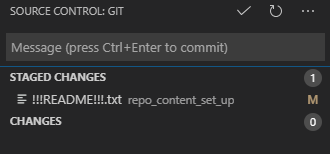 SOURCE CONTROL: GIT
Message (press Ctrl+Enter to commit)
STAGED CHANGES 1
!!!README!!!.txt repo_content_set_up M
CHANGES 0